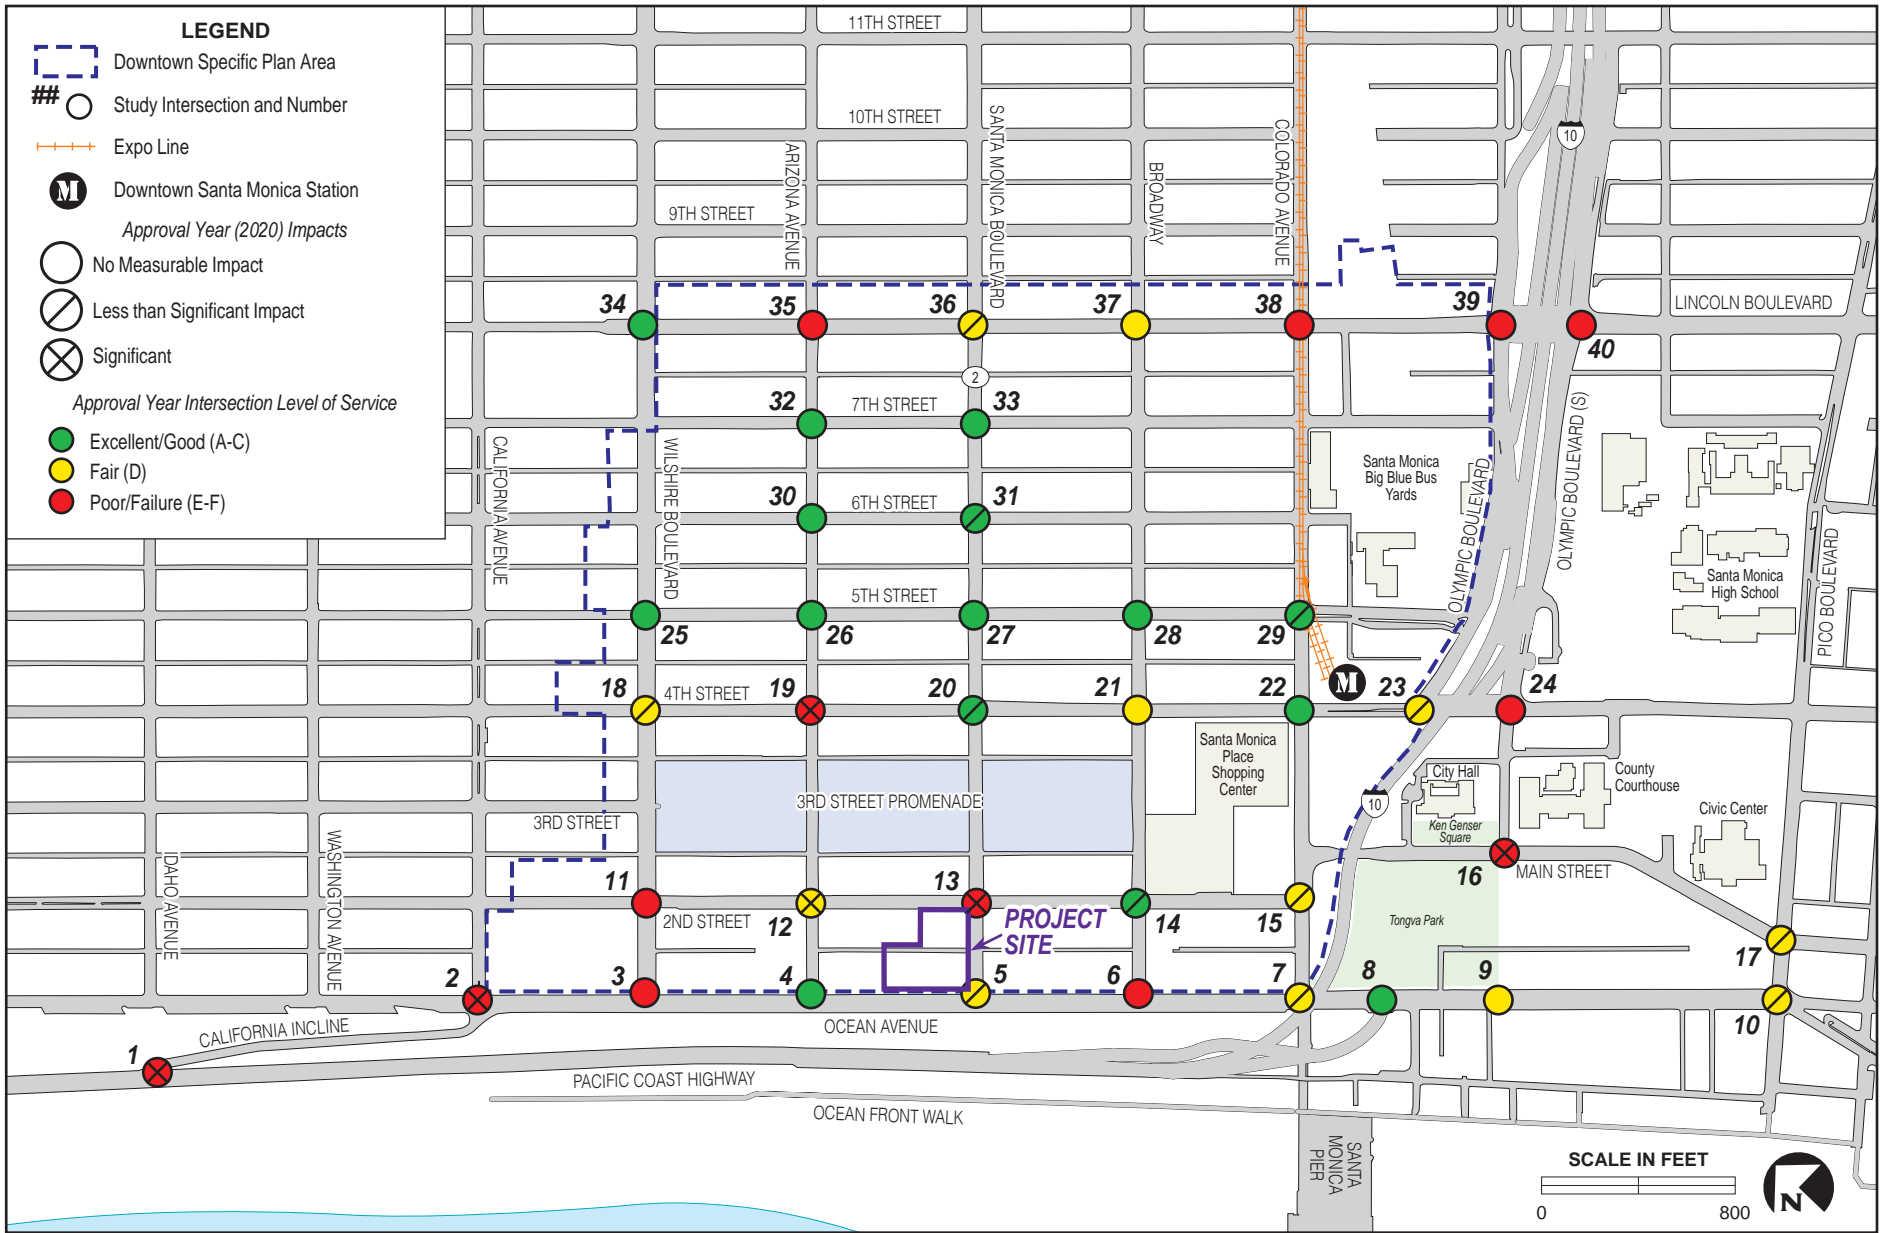 LEGEND
Downtown Specific Plan Area
##
Study Intersection and Number
Expo Line
M
Downtown Santa Monica Station
Approval Year (2020) Impacts
No Measurable Impact
Less than Significant Impact
Significant
Approval Year Intersection Level of Service
Excellent/Good (A-C)
Fair (D)
Poor/Failure (E-F)
11TH STREET
10TH STREET
9TH STREET
ARIZONA AVENUE
SANTA MONICA BOULEVARD
BROADWAY
COLORADO AVENUE
10
34
35
36
37
38
39
40
LINCOLN BOULEVARD
2
32
7TH STREET
33
CALIFORNIA AVENUE
WILSHIRE BOULEVARD
30
6TH STREET
31
Santa Monica
Big Blue Bus
Yards
OLYMPIC BOULEVARD
OLYMPIC BOULEVARD (S)
Santa Monica
High School
PICO BOULEVARD
5TH STREET
25
26
27
28
29
18
4TH STREET
19
20
21
22
M
23
24
Santa Monica
Place
Shopping
Center
City Hall
County
Courthouse
10
Ken Genser
Square
Civic Center
3RD STREET PROMENADE
3RD STREET
IDAHO AVENUE
WASHINGTON AVENUE
11
2ND STREET
12
13
PROJECT
SITE
14
15
16
MAIN STREET
Tongva Park
17
2
3
4
5
6
7
8
9
10
CALIFORNIA INCLINE
OCEAN AVENUE
1
PACIFIC COAST HIGHWAY
OCEAN FRONT WALK
SANTA
MONICA
PIER
SCALE IN FEET
0
800
N